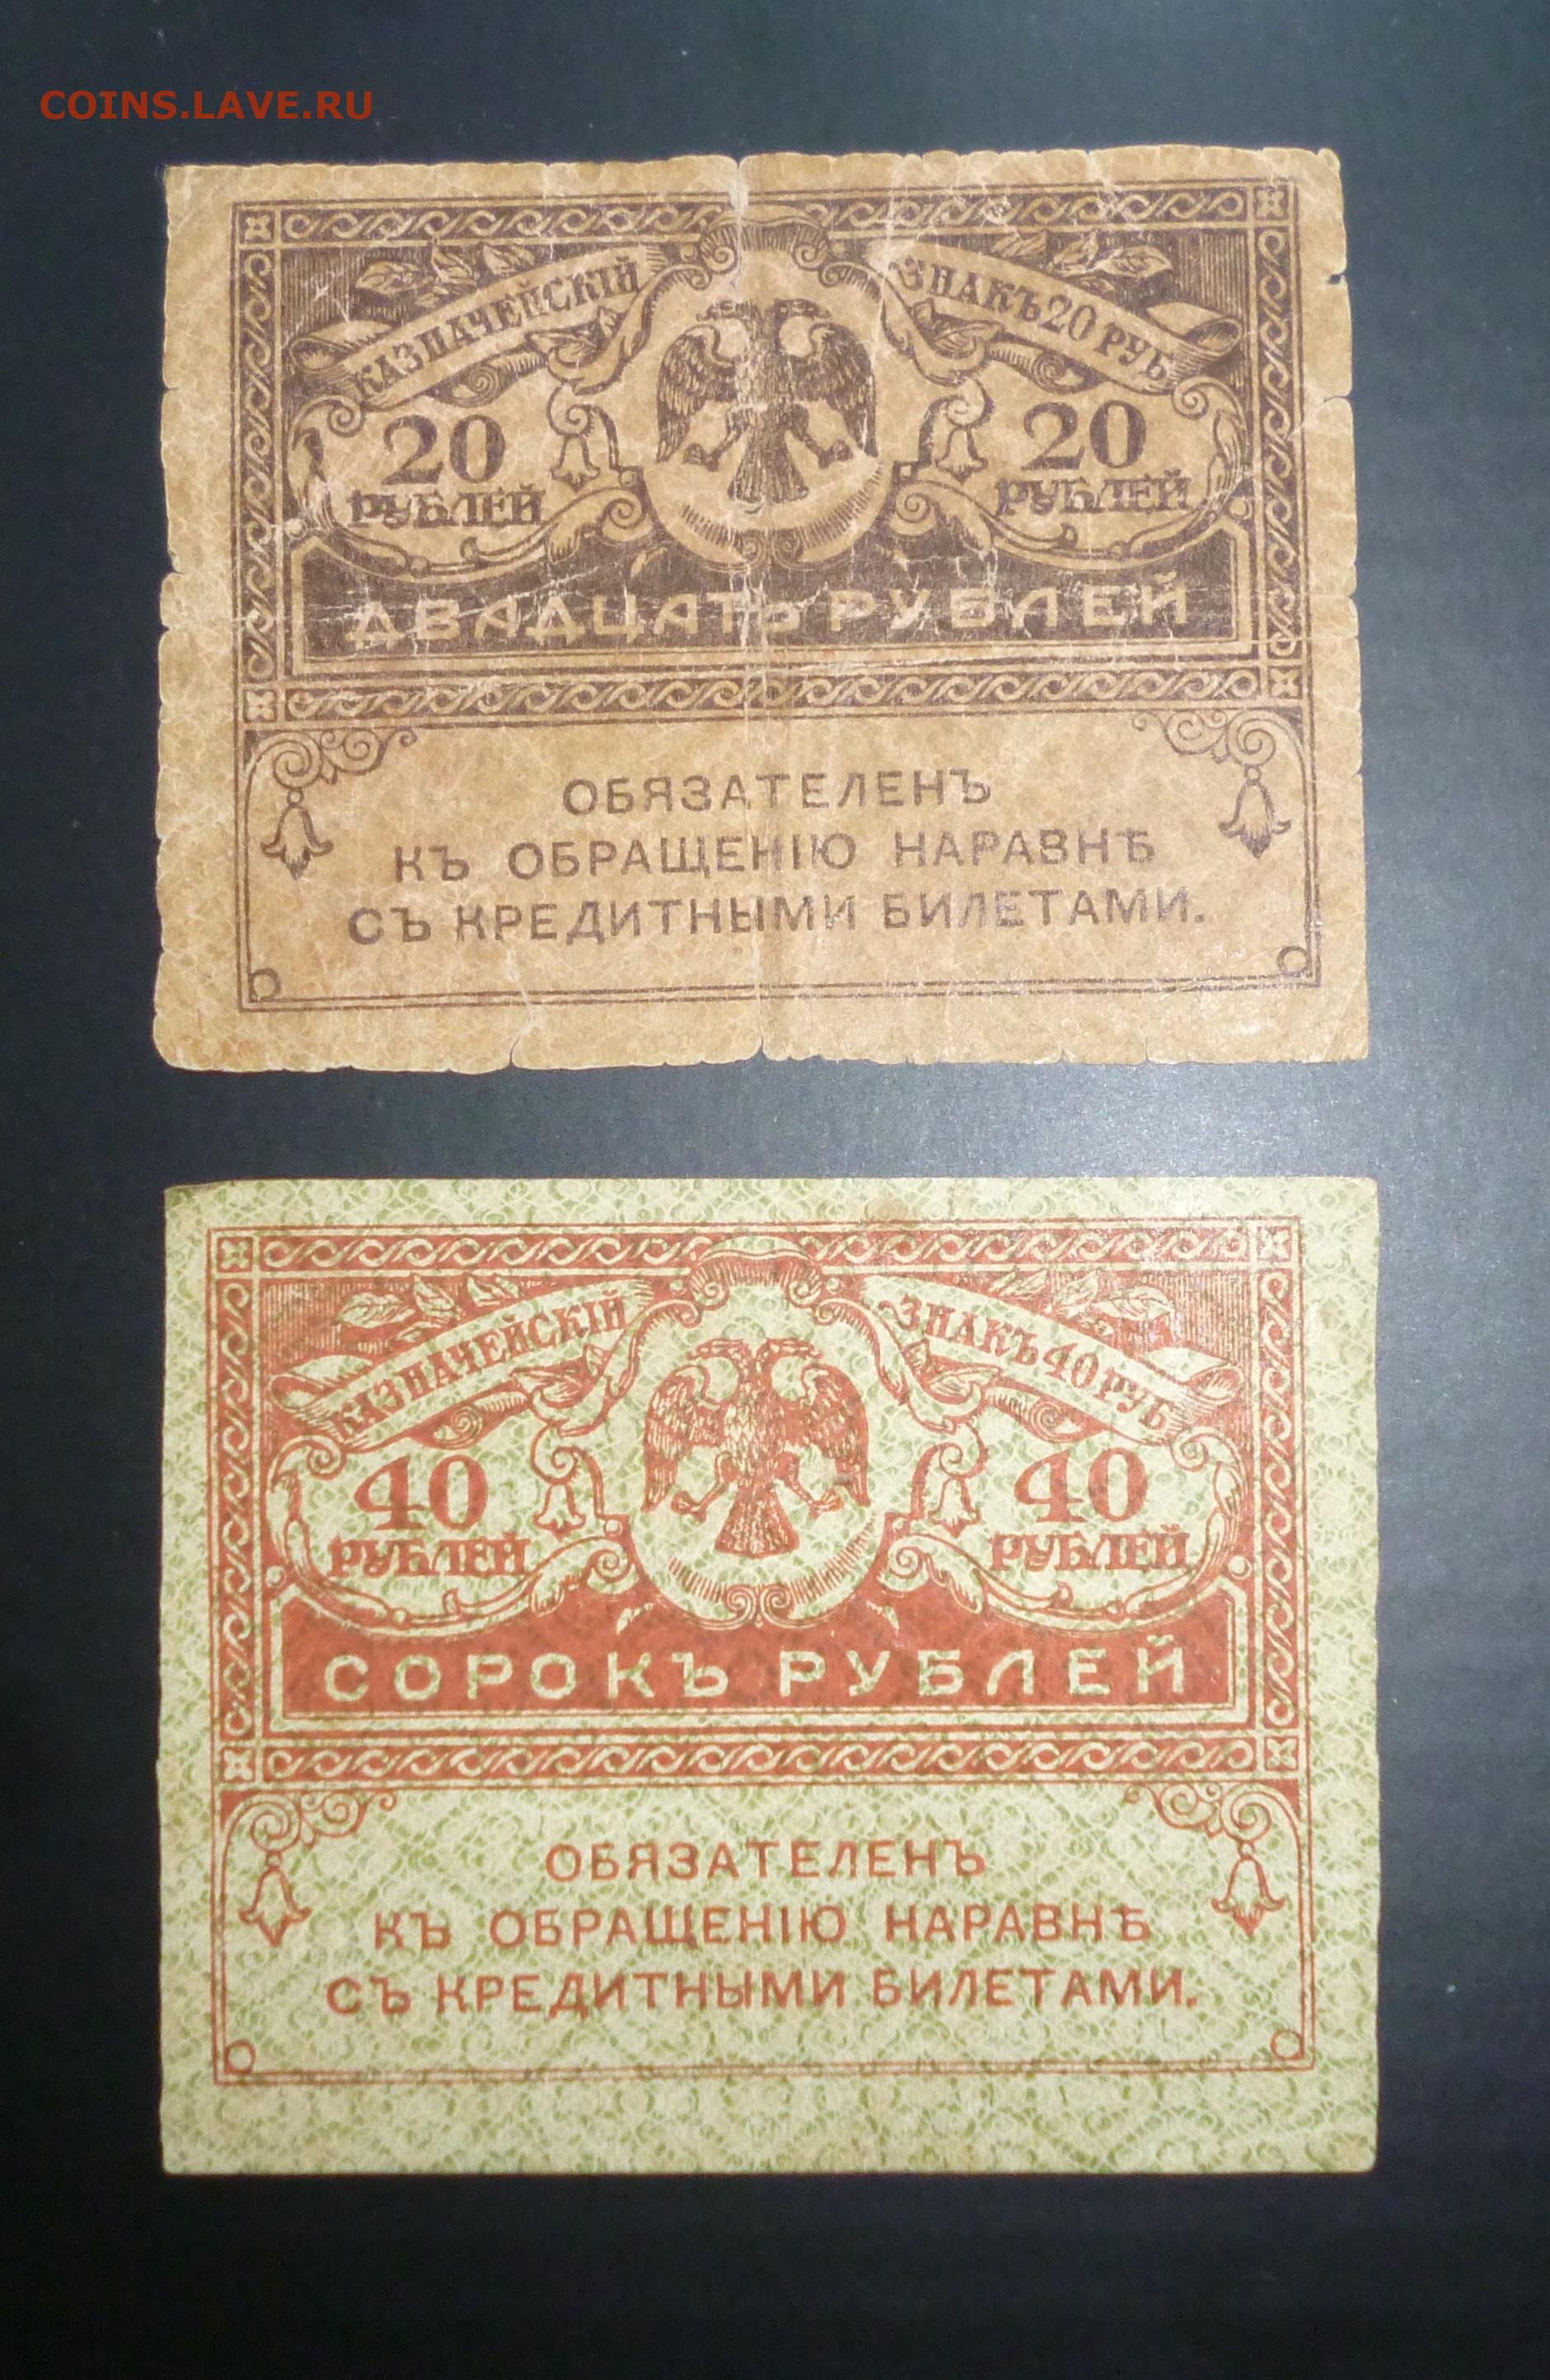 COINS.LAVE.RU
КАЗНАЧЕЙСКІЙ ЗНАКЪ 20 РУБ
20 20
РУБЛЕЙ РУБЛЕЙ
ДВАДЦАТЬ РУБЛЕЙ
ОБЯЗАТЕЛЕНЪ
КЪ ОБРАЩЕНІЮ НАРАВНѢ
СЪ КРЕДИТНЫМИ БИЛЕТАМИ.
КАЗНАЧЕЙСКІЙ ЗНАКЪ 40 РУБ
40 40
РУБЛЕЙ РУБЛЕЙ
СОРОКЪ РУБЛЕЙ
ОБЯЗАТЕЛЕНЪ
КЪ ОБРАЩЕНІЮ НАРАВНѢ
СЪ КРЕДИТНЫМИ БИЛЕТАМИ.